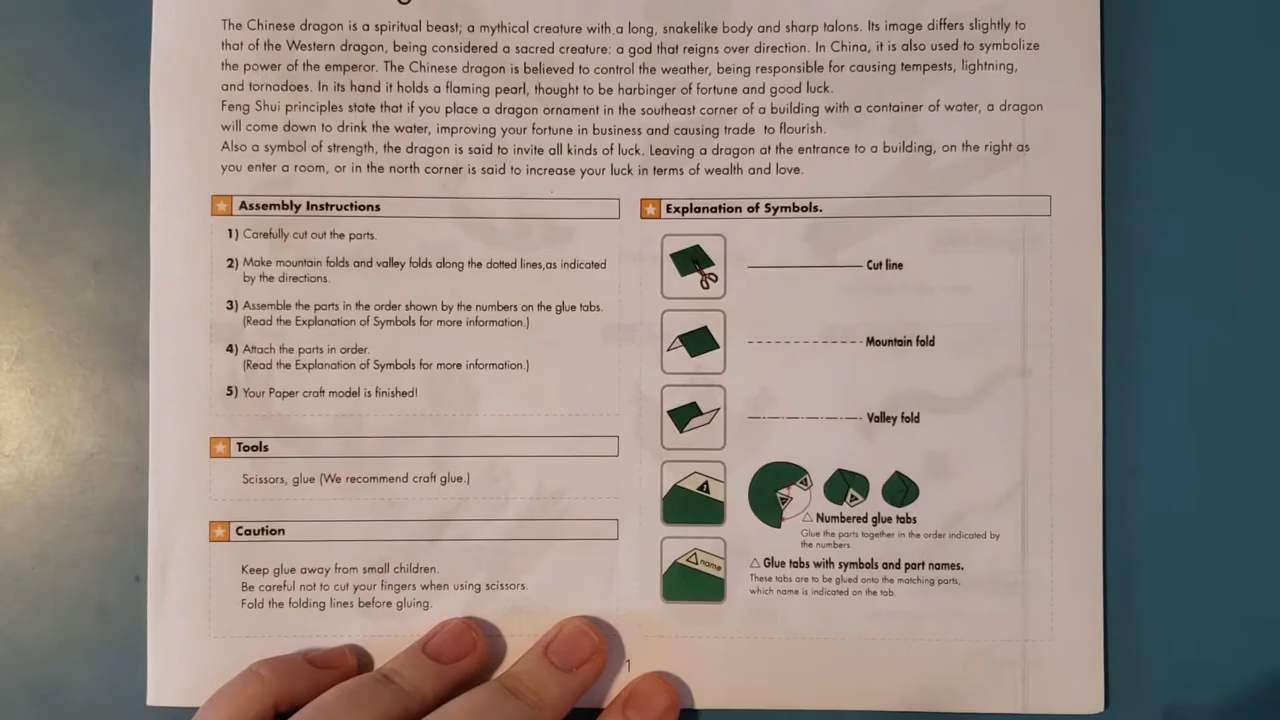 The Chinese dragon is a spiritual beast; a mythical creature with a long, snakelike body and sharp talons. Its image differs slightly to
that of the Western dragon, being considered a sacred creature: a god that reigns over direction. In China, it is also used to symbolize
the power of the emperor. The Chinese dragon is believed to control the weather, being responsible for causing tempests, lightning,
and tornadoes. In its hand it holds a flaming pearl, thought to be harbinger of fortune and good luck.
Feng Shui principles state that if you place a dragon ornament in the southeast corner of a building with a container of water, a dragon
will come down to drink the water, improving your fortune in business and causing trade to flourish.
Also a symbol of strength, the dragon is said to invite all kinds of luck. Leaving a dragon at the entrance to a building, on the right as
you enter a room, or in the north corner is said to increase your luck in terms of wealth and love.
Assembly Instructions
1) Carefully cut out the parts.
2) Make mountain folds and valley folds along the dotted lines,as indicated
by the directions.
3) Assemble the parts in the order shown by the numbers on the glue tabs.
(Read the Explanation of Symbols for more information.)
4) Attach the parts in order.
(Read the Explanation of Symbols for more information.)
5) Your Paper craft model is finished!
Tools
Scissors, glue (We recommend craft glue.)
Caution
Keep glue away from small children.
Be careful not to cut your fingers when using scissors.
Fold the folding lines before gluing.
Explanation of Symbols.
Cut line
Mountain fold
Valley fold
1
△ Numbered glue tabs
Glue the parts together in the order indicated by
the numbers.
△ name
△ Glue tabs with symbols and part names.
These tabs are to be glued onto the matching parts,
which name is indicated on the tab.
1